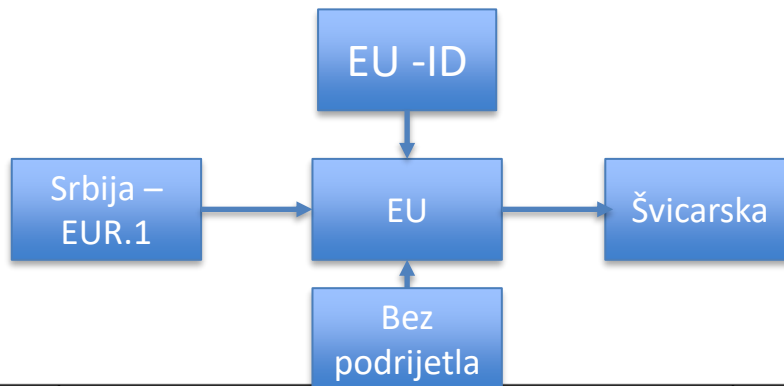 EU -ID
Srbija –
EUR.1
EU
Švicarska
Bez
podrijetla